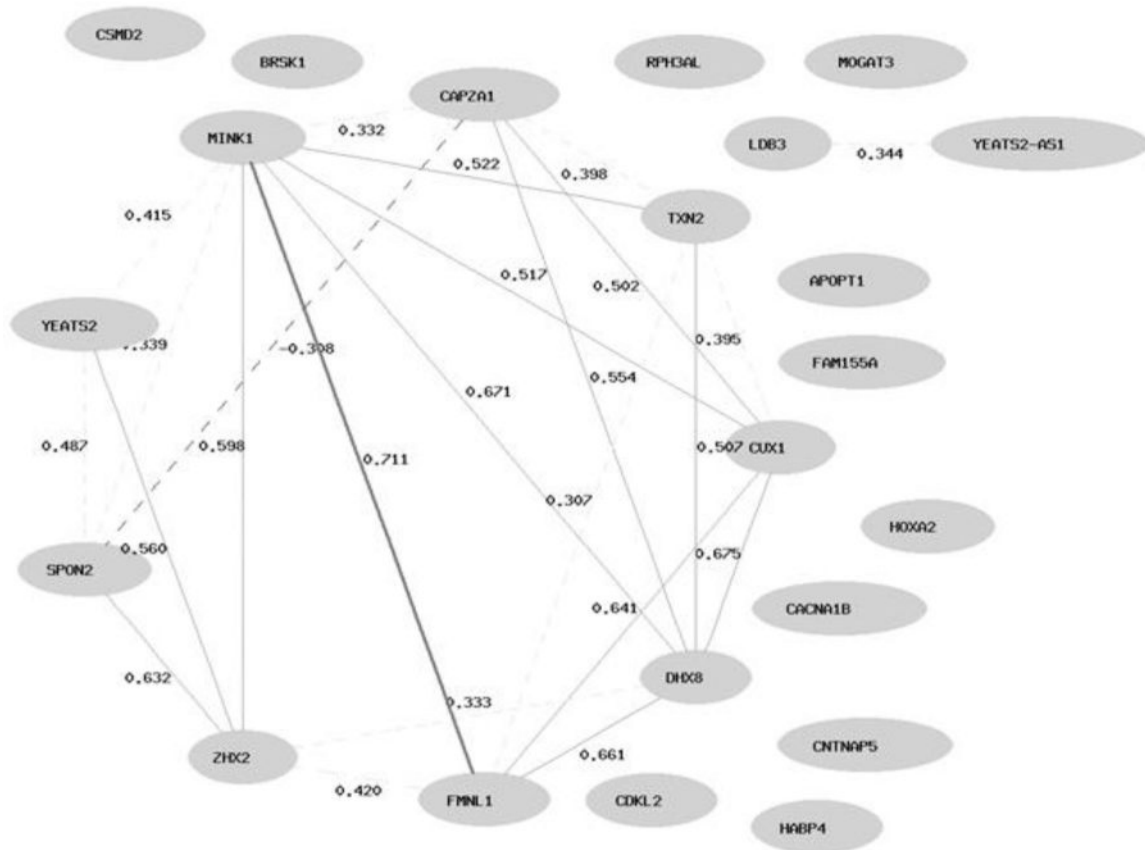 CSMD2
BRSK1
RPH3AL
MOGAT3
CAPZA1
MINK1
0.332
LDB3
0.344
YEATS2-AS1
0.522
0.398
0.415
TXN2
0.517
0.502
APOPT1
YEATS2
0.339
-0.308
0.395
FAM155A
0.554
0.671
0.487
0.598
0.711
0.507
CUX1
0.307
HOXA2
0.560
0.675
SPON2
0.641
CACNA1B
0.632
DHX8
0.333
ZHX2
0.661
CNTNAP5
0.420
FMNL1
CDKL2
HABP4